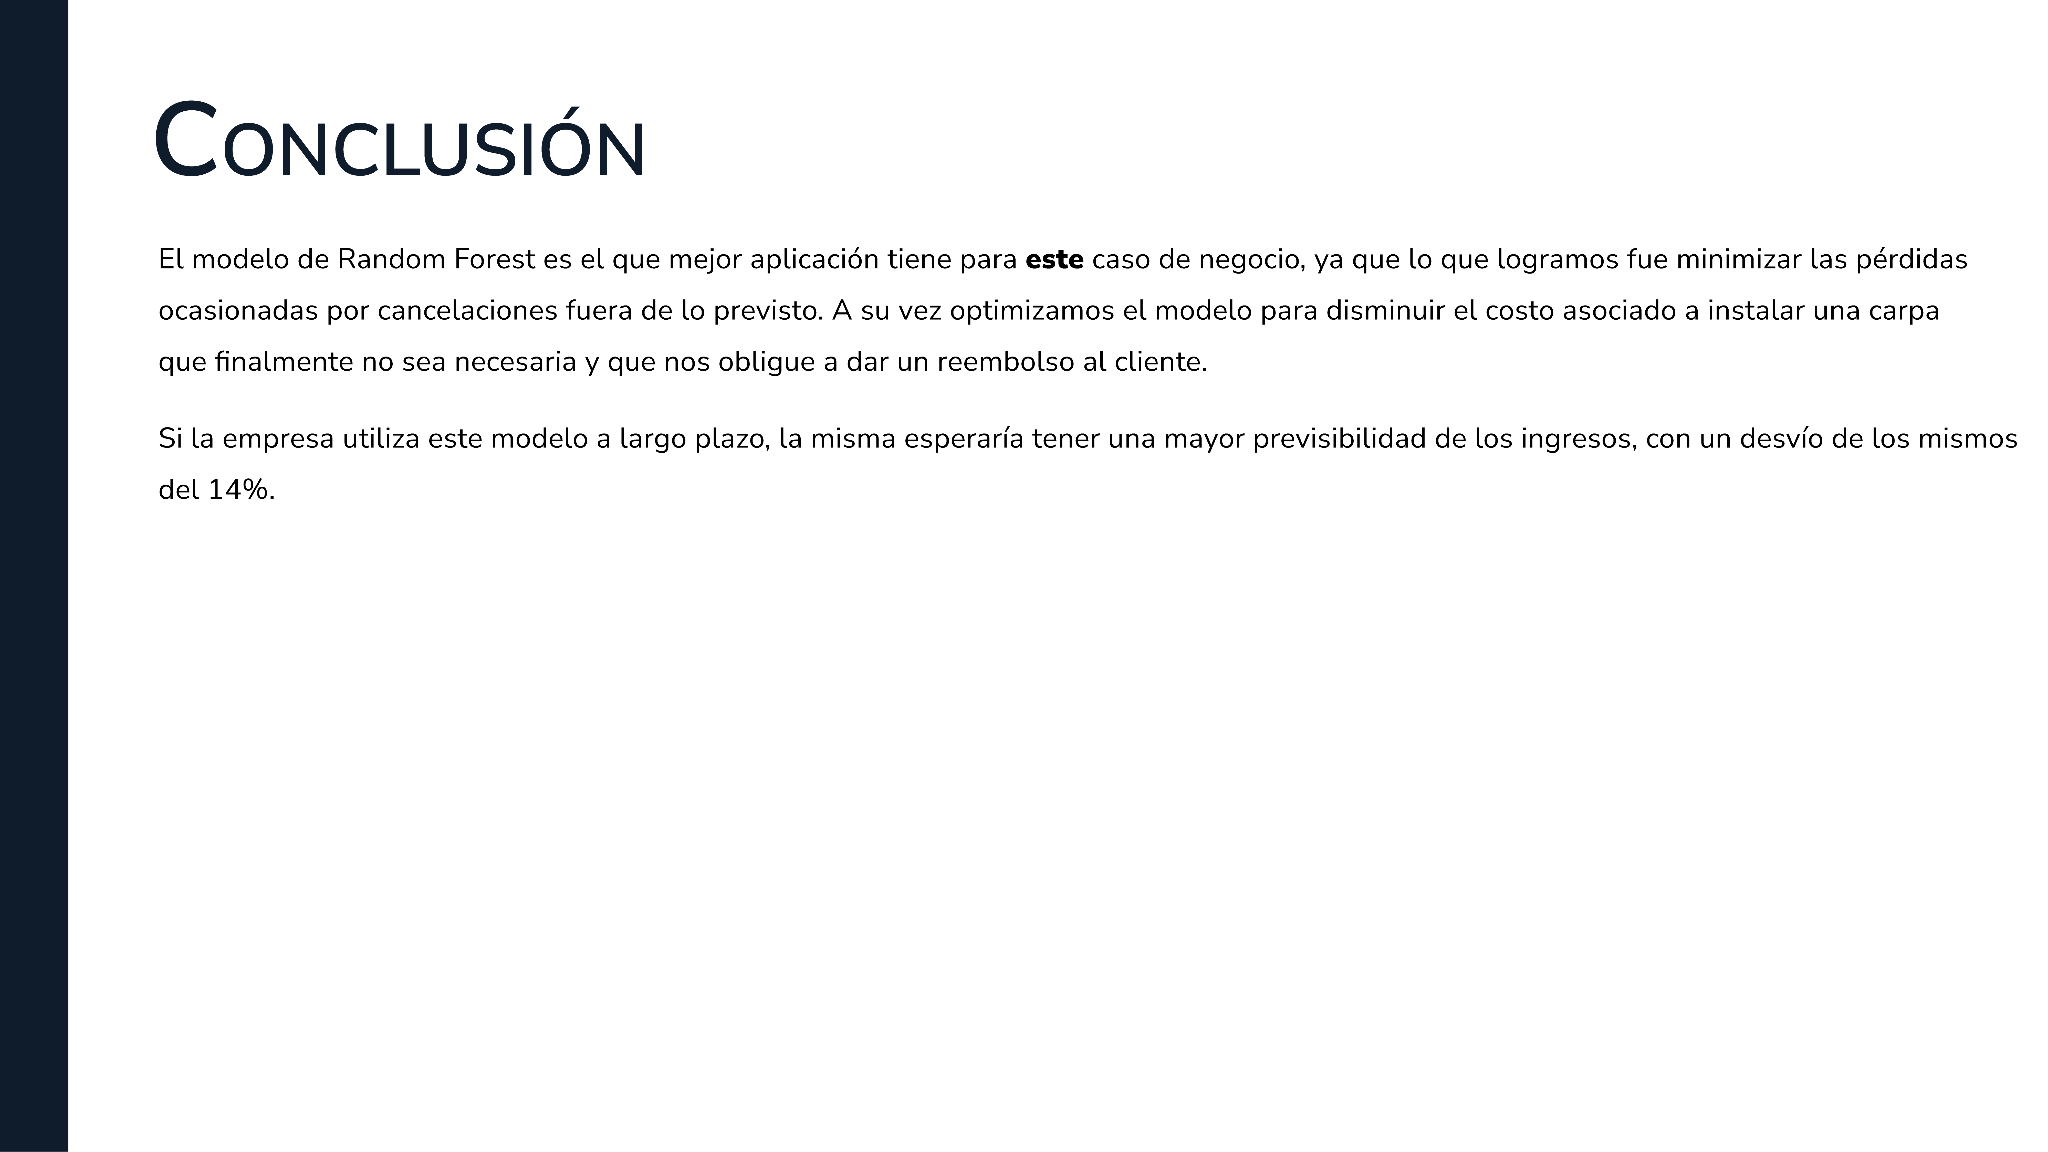 Conclusión
El modelo de Random Forest es el que mejor aplicación tiene para este caso de negocio, ya que lo que logramos fue minimizar las pérdidas
ocasionadas por cancelaciones fuera de lo previsto. A su vez optimizamos el modelo para disminuir el costo asociado a instalar una carpa
que finalmente no sea necesaria y que nos obligue a dar un reembolso al cliente.
Si la empresa utiliza este modelo a largo plazo, la misma esperaría tener una mayor previsibilidad de los ingresos, con un desvío de los mismos
del 14%.